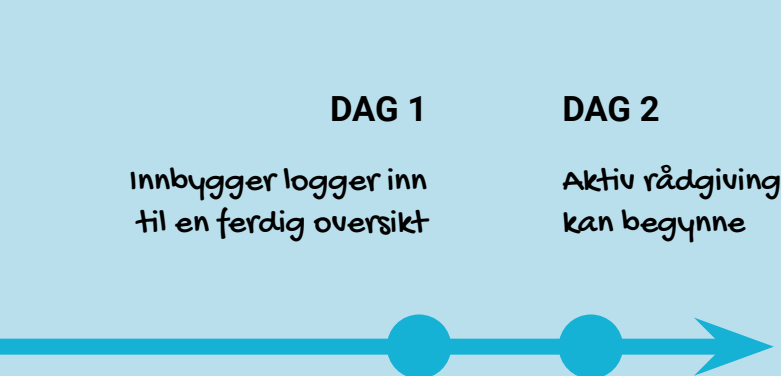 DAG 1
Innbygger logger inn
til en ferdig oversikt
DAG 2
Aktiv rådgiving
kan begynne